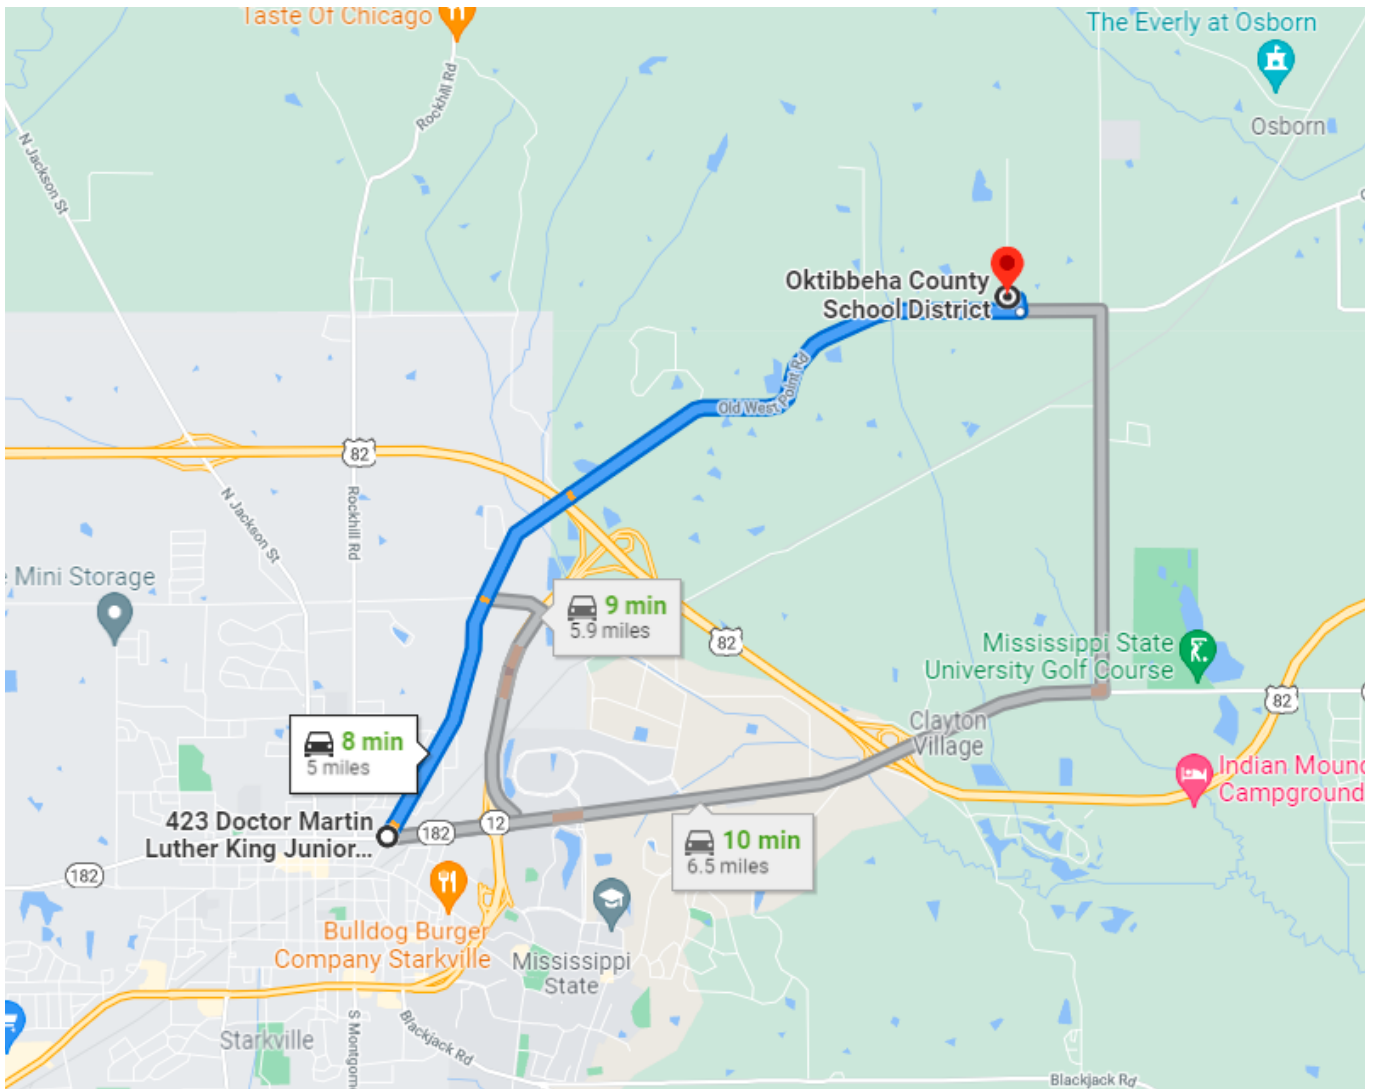 Taste Of Chicago
The Everly at Osborn
Rockhill Rd
Osborn
N Jackson St
Oktibbeha County
School District
Old West Point Rd
82
N Jackson St
Rockhill Rd
Mini Storage
9 min
5.9 miles
82
Mississippi State
University Golf Course
82
Clayton
Village
8 min
5 miles
Indian Mound
Campground
423 Doctor Martin
Luther King Junior...
182
12
10 min
6.5 miles
182
Bulldog Burger
Company Starkville
Mississippi
State
Starkville
S Montgom
Blackjack Rd
Blackjack Rd